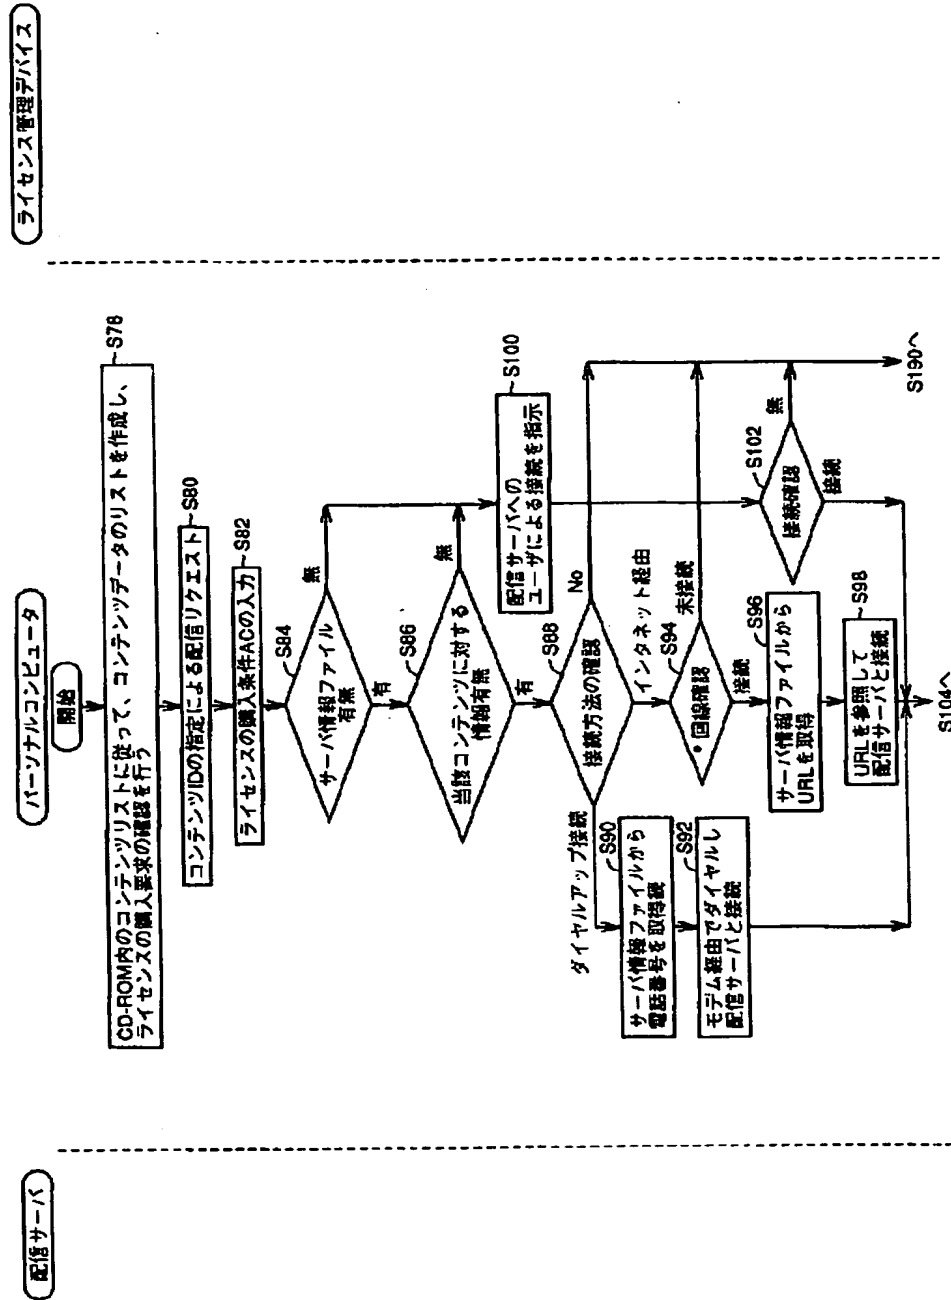 配信サーバ
パーソナルコンピュータ
ライセンス管理デバイス
開始
CD-ROM内のコンテンツリストに従って、コンテンツデータのリストを作成し、
ライセンスの購入要求の確認を行う
S78
コンテンツIDの指定による配信リクエスト
S80
ライセンスの購入条件ACの入力
S82
サーバ情報ファイル
有無
S84
無
有
当該コンテンツに対する
情報有無
S86
無
有
配信サーバへの
ユーザによる接続を指示
S100
接続方法の確認
S88
No
ダイヤルアップ接続
インタネット経由
サーバ情報ファイルから
電話番号を取得続
S90
回線確認
S94
未接続
接続
モデム経由でダイヤルし
配信サーバと接続
S92
サーバ情報ファイルから
URLを取得
S96
接続確認
S102
無
接続
URLを参照して
配信サーバと接続
S98
S104へ
S190へ